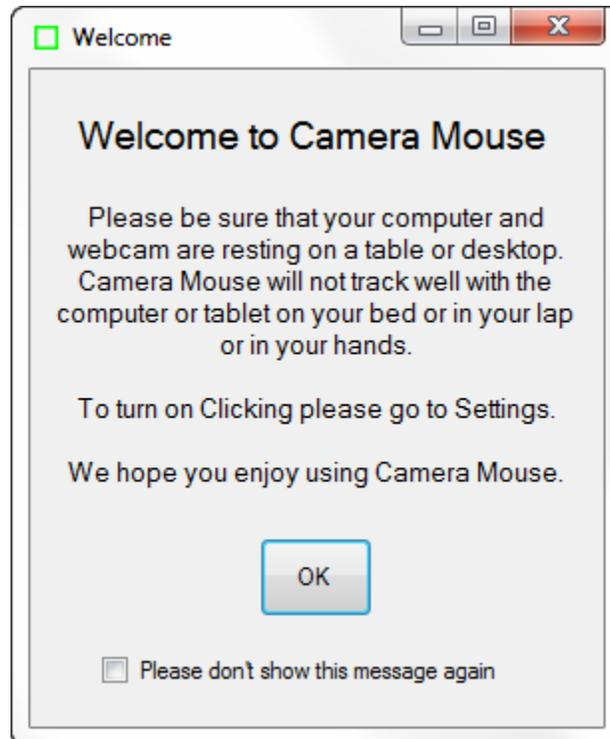 Welcome
Welcome to Camera Mouse
Please be sure that your computer and
webcam are resting on a table or desktop.
Camera Mouse will not track well with the
computer or tablet on your bed or in your lap
or in your hands.
To turn on Clicking please go to Settings.
We hope you enjoy using Camera Mouse.
OK
Please don't show this message again